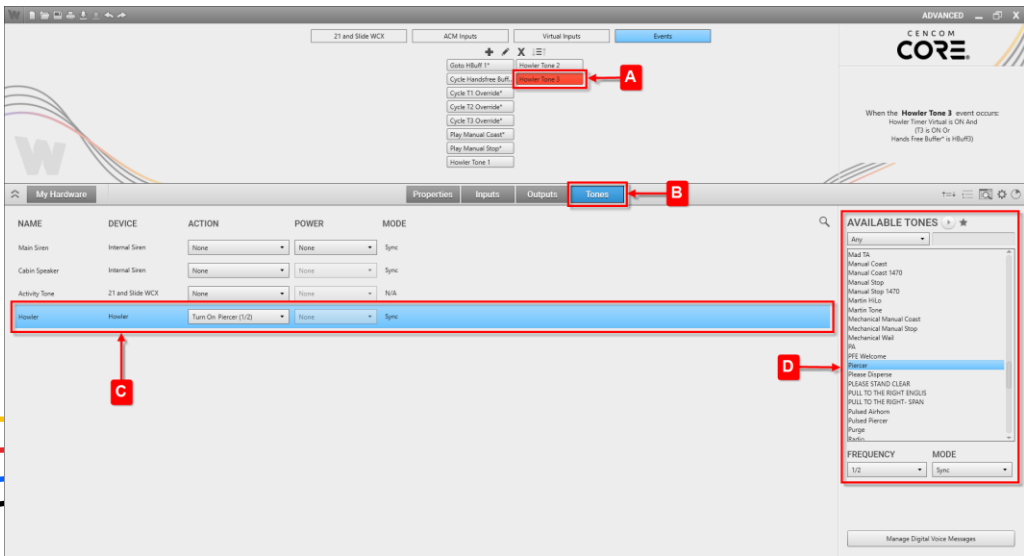 ADVANCED
21 and Slide WCX ACM Inputs Virtual Inputs Events
CENCOM
CORE.
Goto HBuff 1* Howler Tone 2
Cycle Handsfree Buff... Howler Tone 3
A
Cycle T1 Override*
Cycle T2 Override*
Cycle T3 Override*
Play Manual Coast*
Play Manual Stop*
Howler Tone 1
When the Howler Tone 3 event occurs:
Howler Timer Virtual is ON And
(T3 is ON Or
Hands Free Buffer* is HBuff3)
W
My Hardware Properties Inputs Outputs Tones
B
NAME DEVICE ACTION POWER MODE
Main Siren Internal Siren None None Sync
Cabin Speaker Internal Siren None None Sync
Activity Tone 21 and Slide WCX None None N/A
Howler Howler Turn On Piercer (1/2) None Sync
C
AVAILABLE TONES
Any
Mad TA
Manual Coast
Manual Coast 1470
Manual Stop
Manual Stop 1470
Martin HiLo
Martin Tone
Mechanical Manual Coast
Mechanical Manual Stop
Mechanical Wail
PA
PFE Welcome
Piercer
D
Please Disperse
PLEASE STAND CLEAR
PULL TO THE RIGHT ENGLIS
PULL TO THE RIGHT- SPAN
Pulsed Airhorn
Pulsed Piercer
Purge
Radio
FREQUENCY MODE
1/2 Sync
Manage Digital Voice Messages